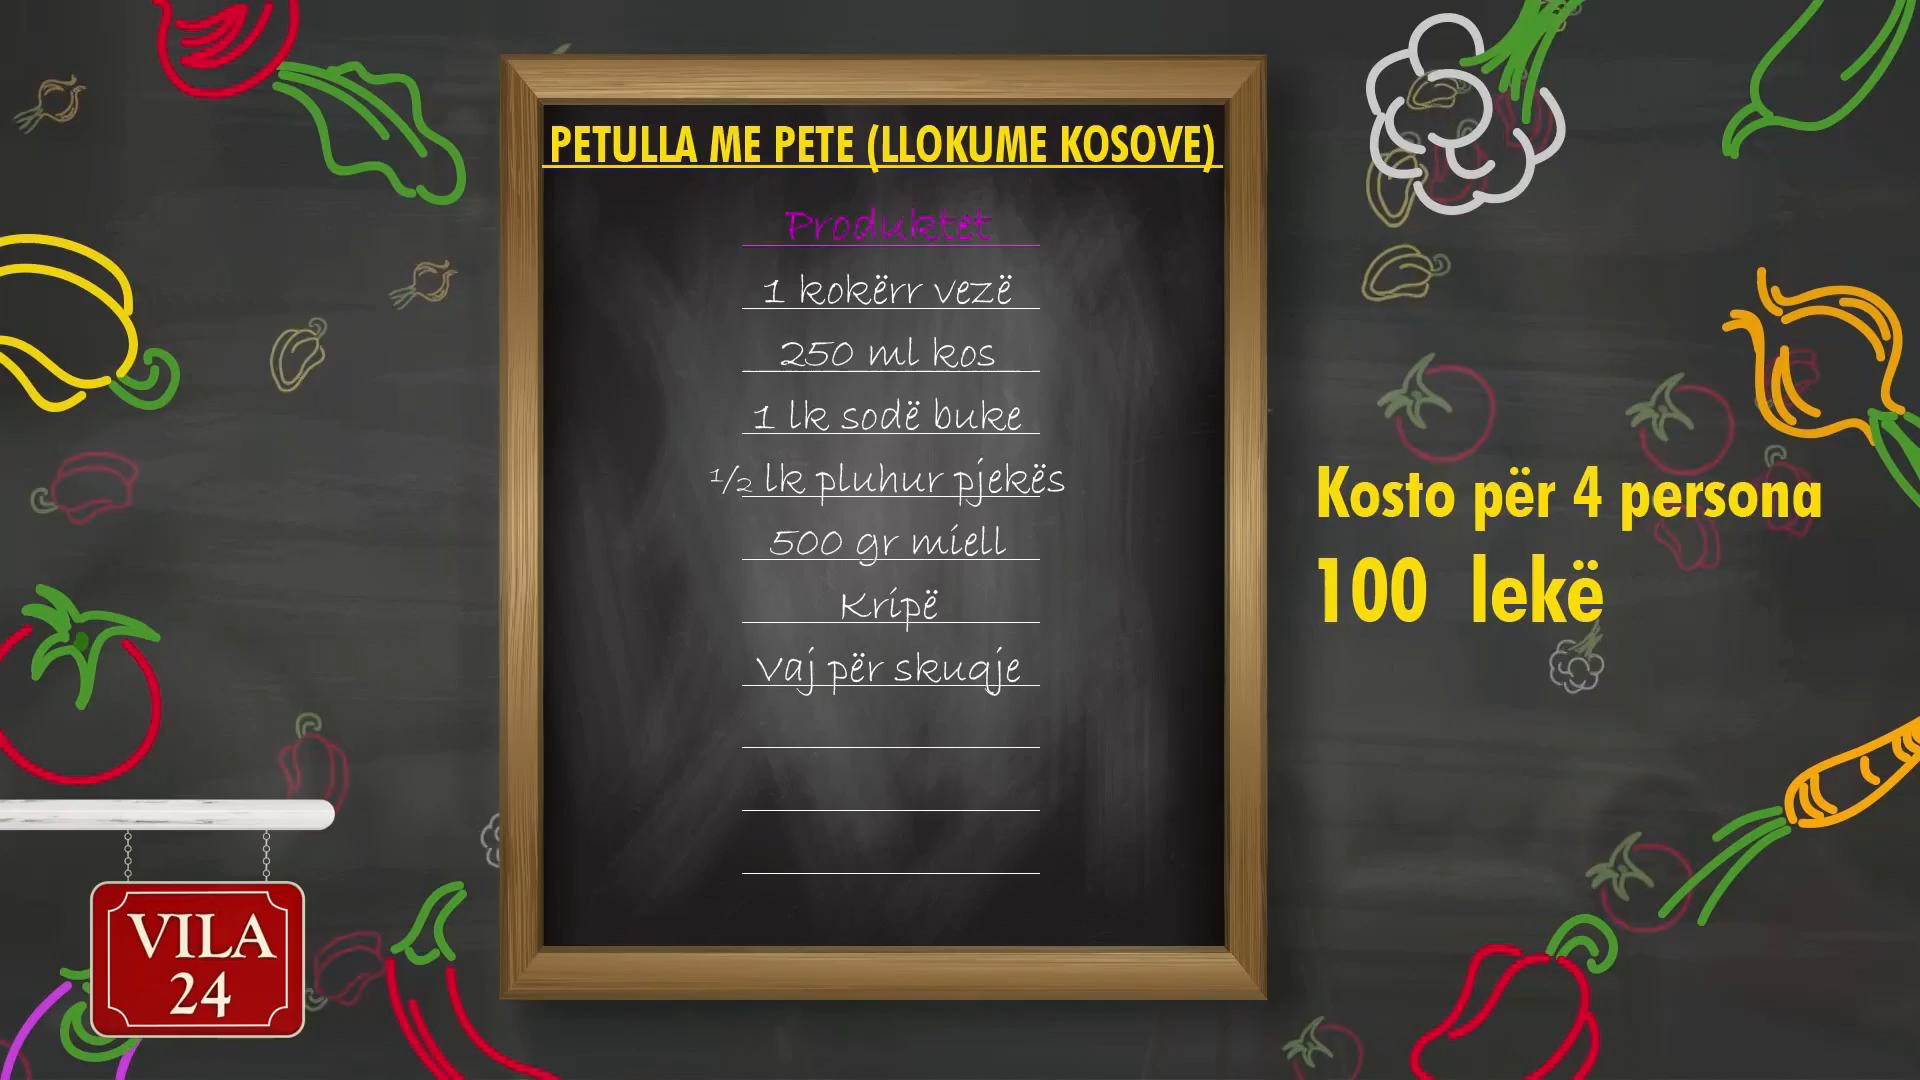 PETULLA ME PETE (LLOKUME KOSOVE)
Produktet
1 kokërr vezë
250 ml kos
1 lk sodë buke
½ lk pluhur pjekës
500 gr miell
Kripë
Vaj për skuqje
Kosto për 4 persona
100 lekë
VILA
24